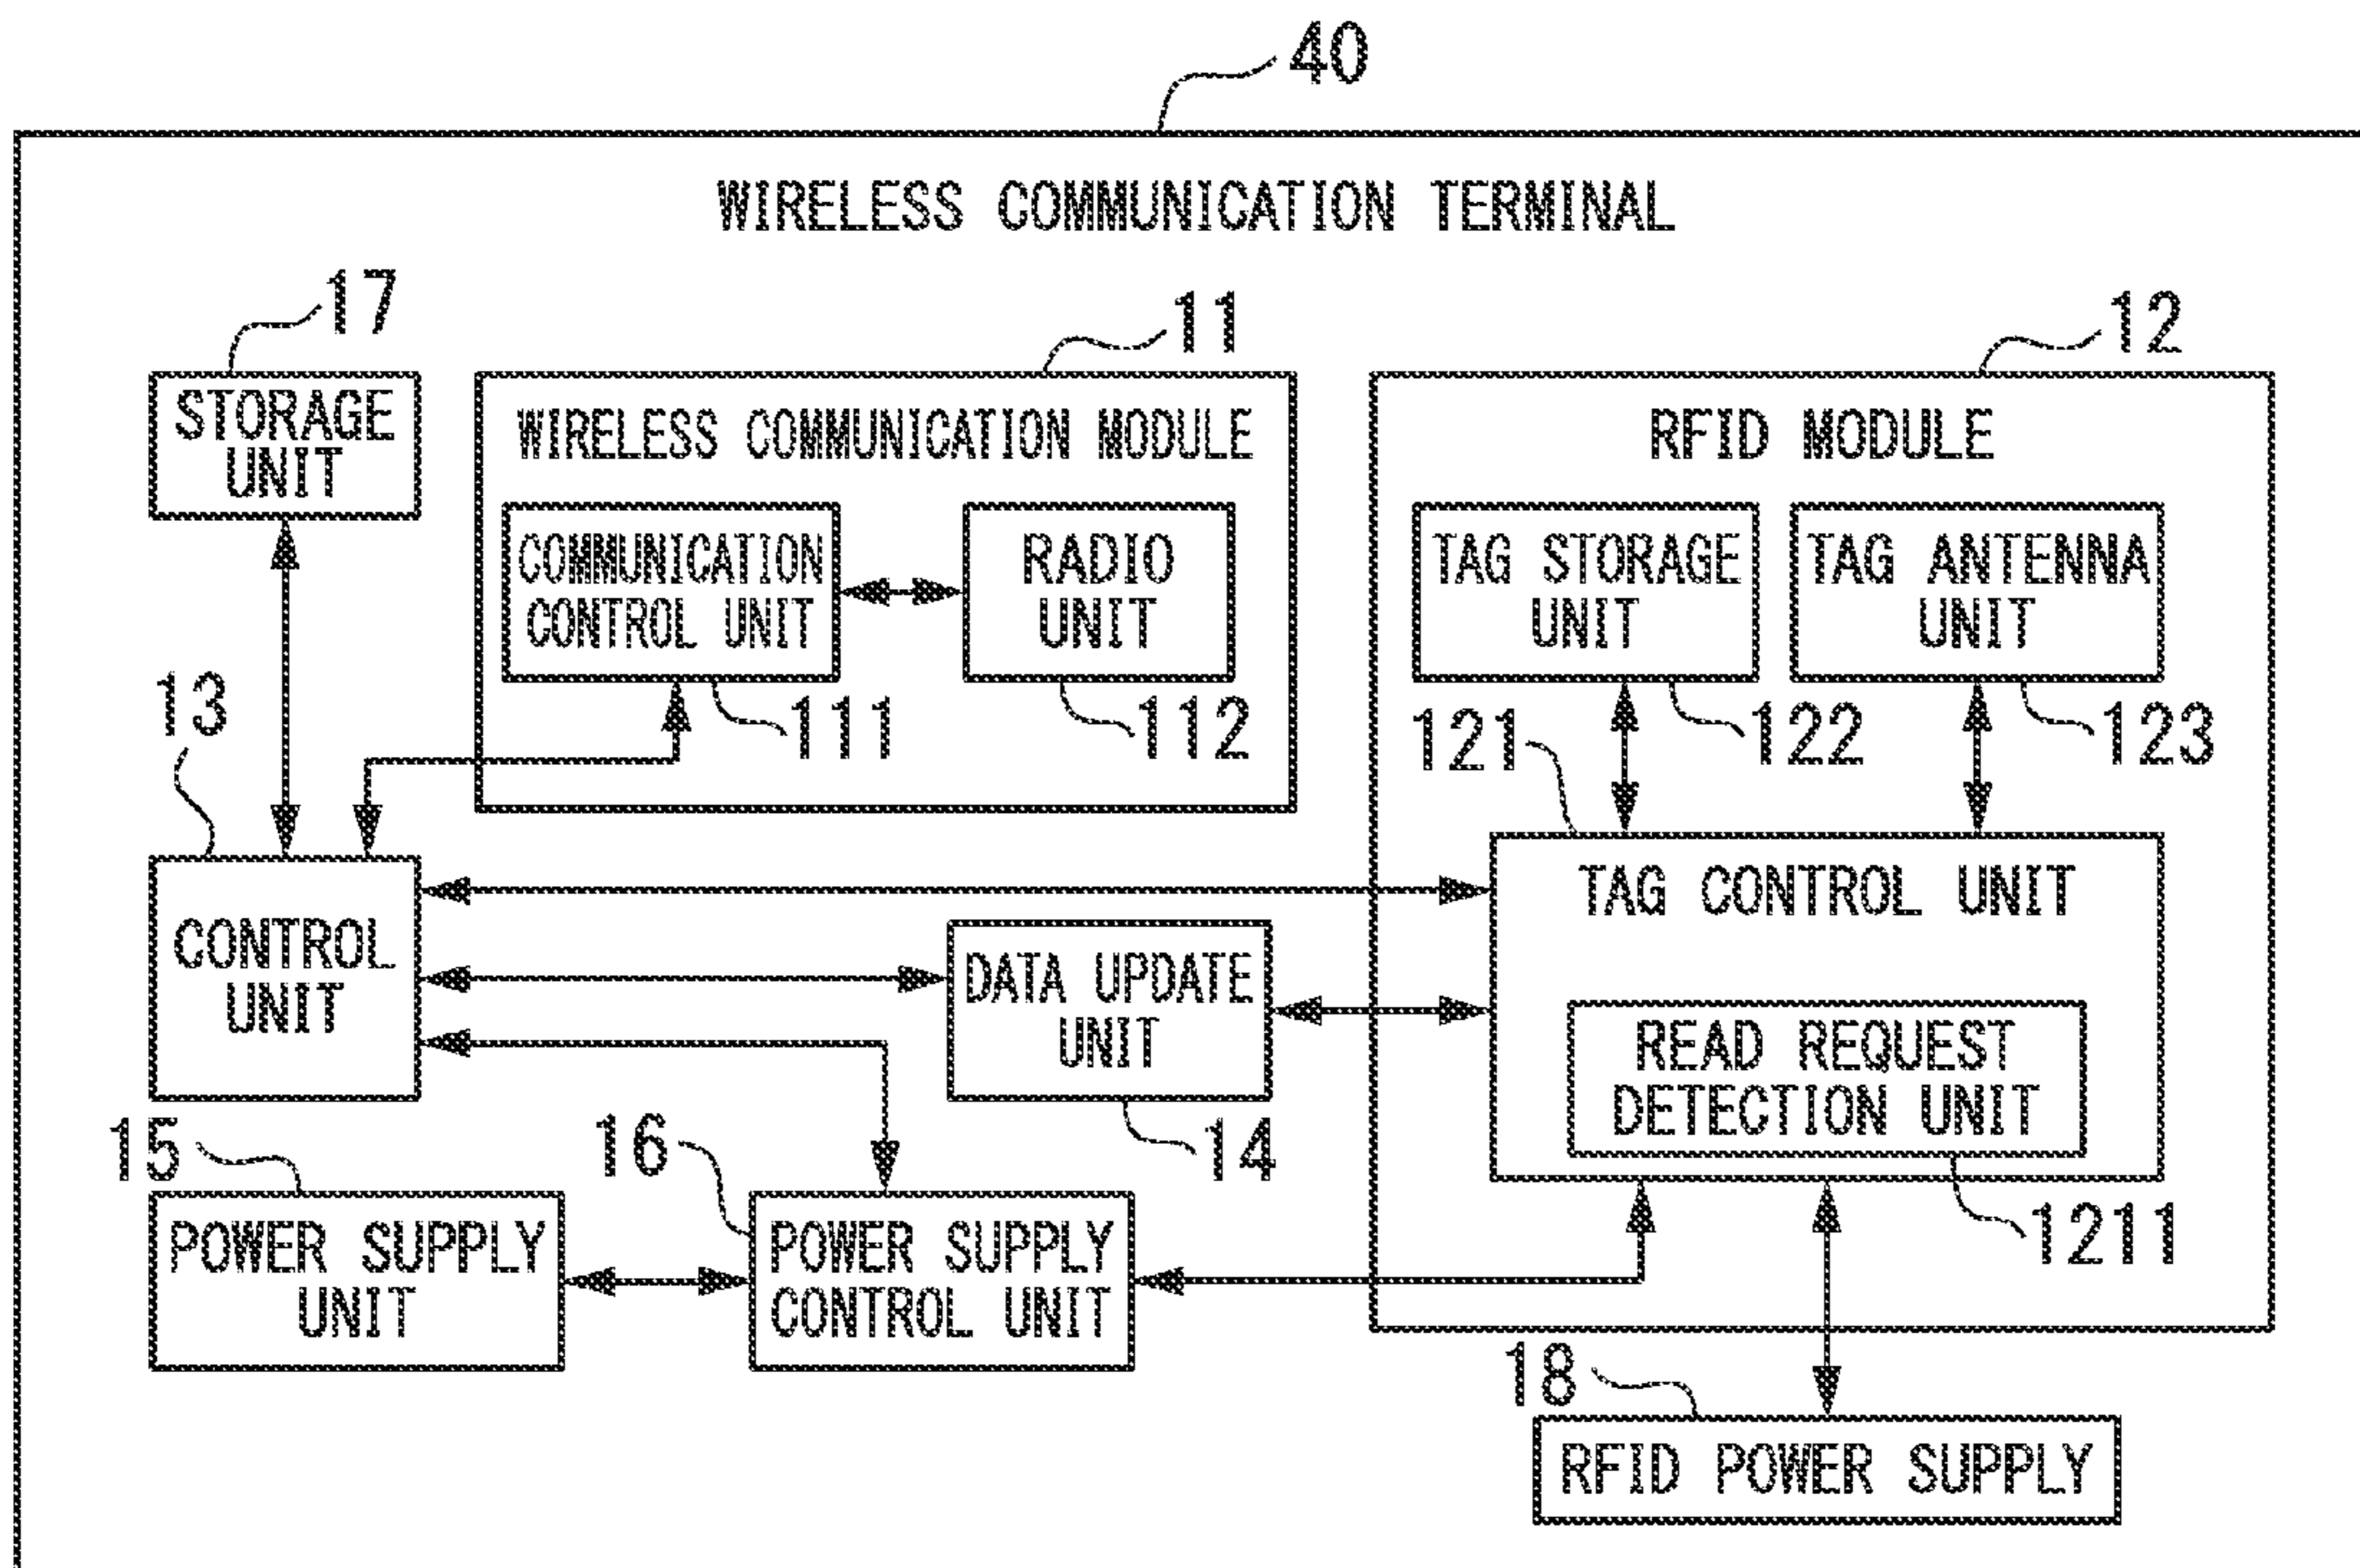 40
WIRELESS COMMUNICATION TERMINAL
17
11
12
STORAGE
UNIT
WIRELESS COMMUNICATION MODULE
RFID MODULE
COMMUNICATION
CONTROL UNIT
RADIO
UNIT
TAG STORAGE
UNIT
TAG ANTENNA
UNIT
13
111
112
121
122
123
CONTROL
UNIT
TAG CONTROL UNIT
DATA UPDATE
UNIT
READ REQUEST
DETECTION UNIT
15
16
14
1211
POWER SUPPLY
UNIT
POWER SUPPLY
CONTROL UNIT
18
RFID POWER SUPPLY